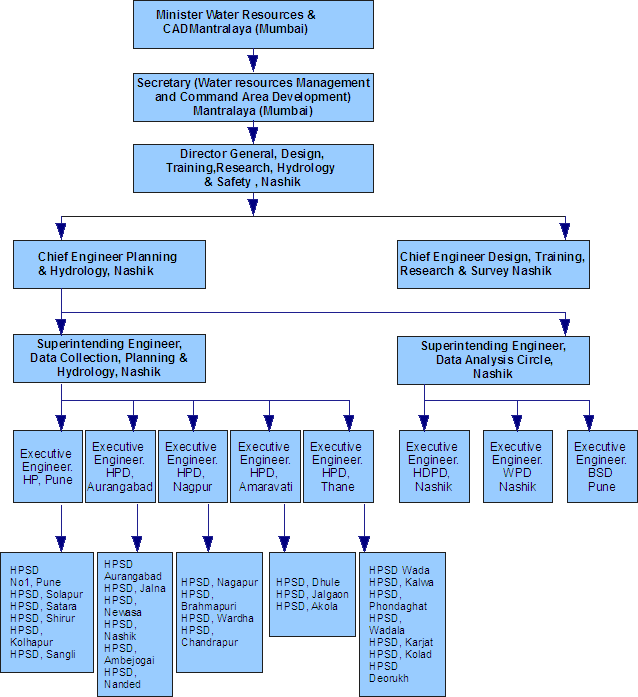 Minister Water Resources &
CADMantralaya (Mumbai)
Secretary (Water resources Management
and Command Area Development)
Mantralaya (Mumbai)
Director General, Design,
Training,Research, Hydrology
& Safety , Nashik
Chief Engineer Planning
& Hydrology, Nashik
Chief Engineer Design, Training,
Research & Survey Nashik
Superintending Engineer,
Data Collection, Planning &
Hydrology, Nashik
Superintending Engineer,
Data Analysis Circle,
Nashik
Executive
Engineer.
HP, Pune
Executive
Engineer.
HPD,
Aurangabad
Executive
Engineer.
HPD,
Nagpur
Executive
Engineer.
HPD,
Amaravati
Executive
Engineer.
HPD,
Thane
Executive
Engineer.
HDPD,
Nashik
Executive
Engineer.
WPD
Nashik
Executive
Engineer.
BSD
Pune
HPSD
No1, Pune
HPSD, Solapur
HPSD, Satara
HPSD, Shirur
HPSD,
Kolhapur
HPSD, Sangli
HPSD
Aurangabad
HPSD, Jalna
HPSD,
Newasa
HPSD,
Nashik
HPSD,
Ambejogai
HPSD,
Nanded
HPSD, Nagapur
HPSD,
Brahmapuri
HPSD, Wardha
HPSD,
Chandrapur
HPSD, Dhule
HPSD, Jalgaon
HPSD, Akola
HPSD Wada
HPSD, Kalwa
HPSD,
Phondaghat
HPSD,
Wadala
HPSD, Karjat
HPSD, Kolad
HPSD
Deorukh